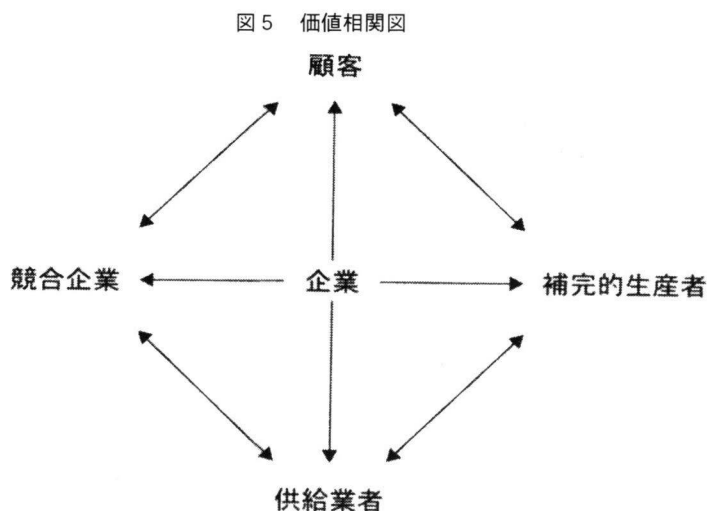 図5　価値相関図
顧客
競合企業
企業
補完的生産者
供給業者